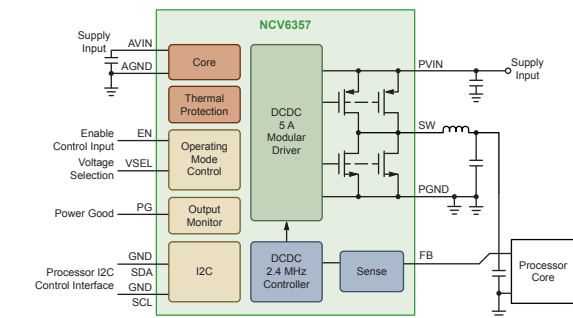 NCV6357
Supply
Input
AVIN
AGND
Core
Thermal
Protection
DCDC
5 A
Modular
Driver
PVIN
Supply
Input
Enable
Control Input
EN
Voltage
Selection
VSEL
Operating
Mode
Control
SW
PGND
Power Good
PG
Output
Monitor
Processor I2C
Control Interface
GND
SDA
GND
SCL
I2C
DCDC
2.4 MHz
Controller
Sense
FB
Processor
Core